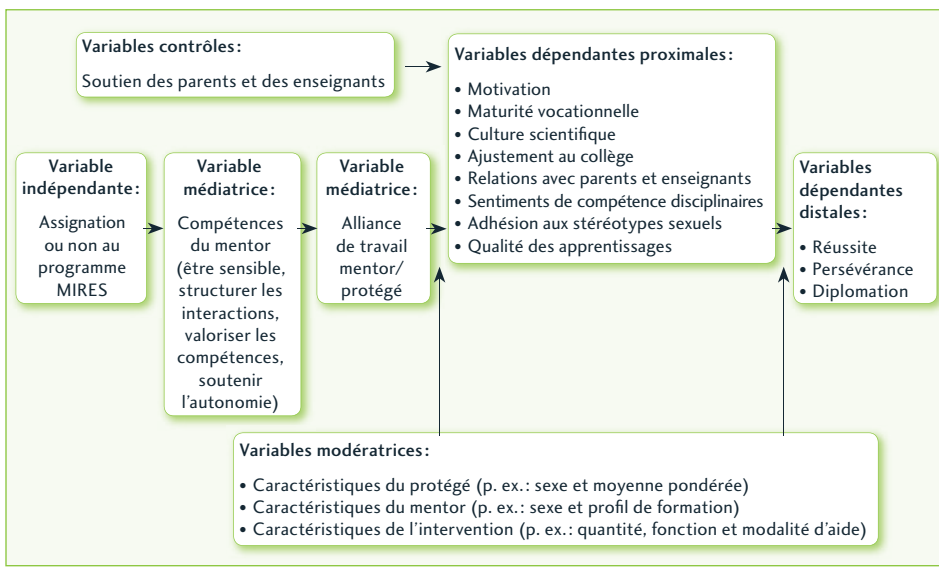 Variables contrôles :
Soutien des parents et des enseignants
Variables dépendantes proximales :
• Motivation
• Maturité vocationnelle
• Culture scientifique
• Ajustement au collège
• Relations avec parents et enseignants
• Sentiments de compétence disciplinaires
• Adhésion aux stéréotypes sexuels
• Qualité des apprentissages
Variable
indépendante :
Assignation
ou non au
programme
MIRES
Variable
médiatrice :
Compétences
du mentor
(être sensible,
structurer les
interactions,
valoriser les
compétences,
soutenir
l'autonomie)
Variable
médiatrice :
Alliance
de travail
mentor/
protégé
Variables
dépendantes
distales :
• Réussite
• Persévérance
• Diplomation
Variables modératrices :
• Caractéristiques du protégé (p. ex. : sexe et moyenne pondérée)
• Caractéristiques du mentor (p. ex. : sexe et profil de formation)
• Caractéristiques de l'intervention (p. ex. : quantité, fonction et modalité d'aide)